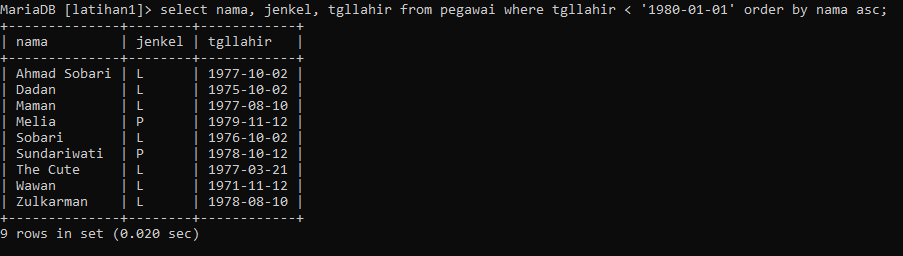 MariaDB [latihan1]> select nama, jenkel, tgllahir from pegawai where tgllahir < '1980-01-01' order by nama asc;
+--------------+--------+------------+
| nama         | jenkel | tgllahir   |
+--------------+--------+------------+
| Ahmad Sobari | L      | 1977-10-02 |
| Dadan        | L      | 1975-10-02 |
| Maman        | L      | 1977-08-10 |
| Melia        | P      | 1979-11-12 |
| Sobari       | L      | 1976-10-02 |
| Sundariwati  | P      | 1978-10-12 |
| The Cute     | L      | 1977-03-21 |
| Wawan        | L      | 1971-11-12 |
| Zulkarman    | L      | 1978-08-10 |
+--------------+--------+------------+
9 rows in set (0.020 sec)